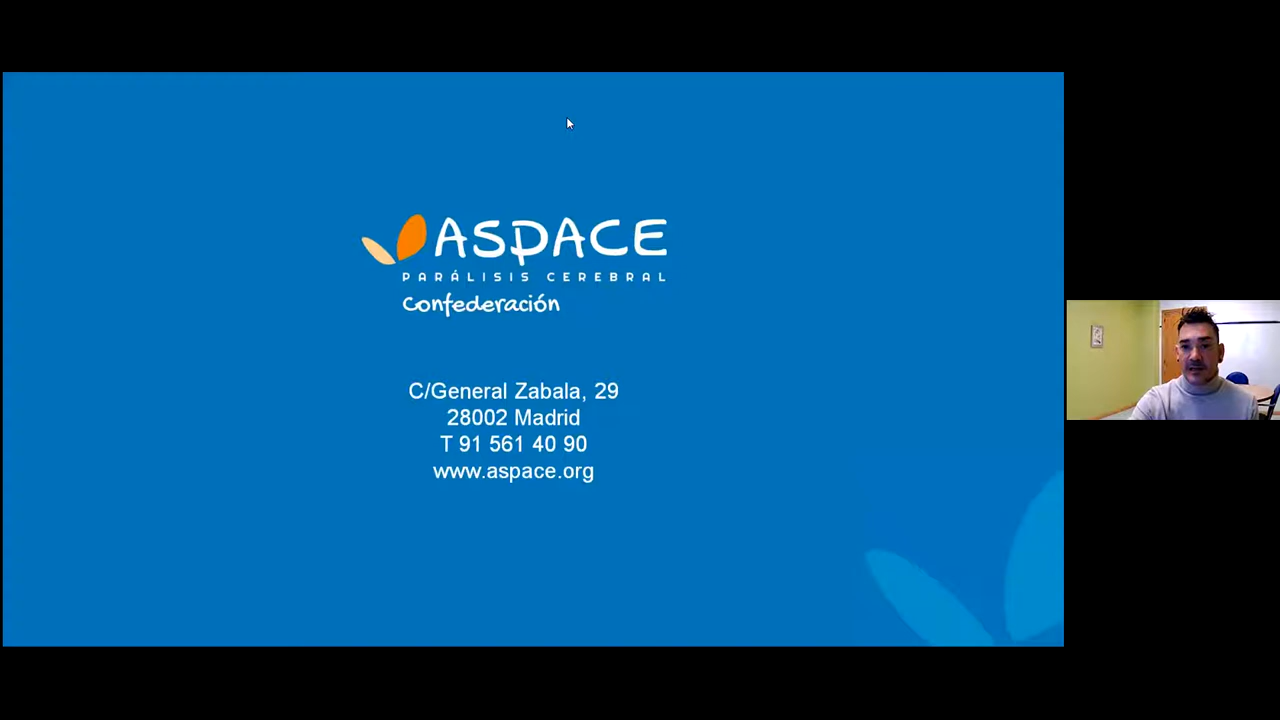 ASPACE
PARÁLISIS CEREBRAL
Confederación
C/General Zabala, 29
28002 Madrid
T 91 561 40 90
www.aspace.org